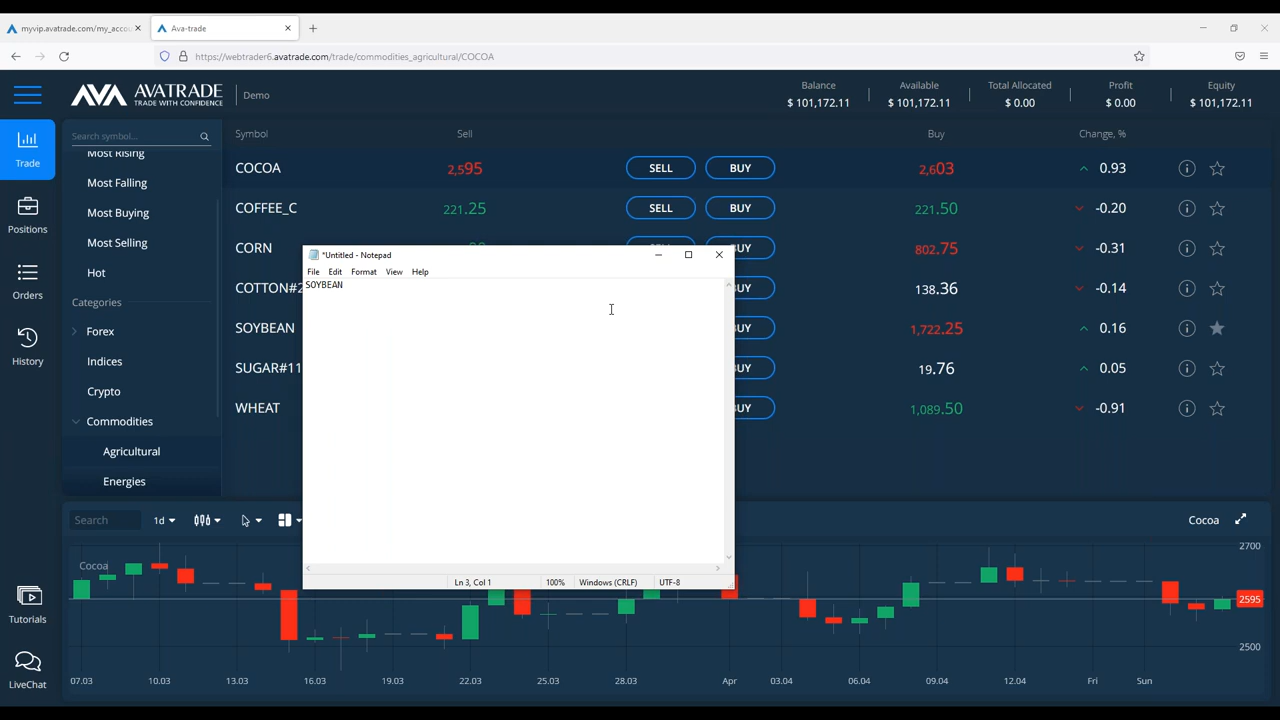 myvip.avatrade.com/my_acco
Ava-trade
https://webtrader6.avatrade.com/trade/commodities_agricultural/COCOA
AVA AVATRADE
TRADE WITH CONFIDENCE
Demo
Balance
$ 101,172.11
Available
$ 101,172.11
Total Allocated
$ 0.00
Profit
$ 0.00
Equity
$ 101,172.11
Trade
Positions
Orders
History
Tutorials
LiveChat
Search symbol...
Most Rising
Most Falling
Most Buying
Most Selling
Hot
Categories
Forex
Indices
Crypto
Commodities
Agricultural
Energies
Symbol Sell Buy Change, %
COCOA 2,595 SELL BUY 2,603 0.93
COFFEE_C 221.25 SELL BUY 221.50 -0.20
CORN 802.75 -0.31
COTTON#2 138.36 -0.14
SOYBEAN 1,722.25 0.16
SUGAR#11 19.76 0.05
WHEAT 1,089.50 -0.91
*Untitled - Notepad
File Edit Format View Help
SOYBEAN
Ln 3, Col 1 100% Windows (CRLF) UTF-8
Search 1d Cocoa
Cocoa
2700
2595
2500
07.03 10.03 13.03 16.03 19.03 22.03 25.03 28.03 Apr 03.04 06.04 09.04 12.04 Fri Sun